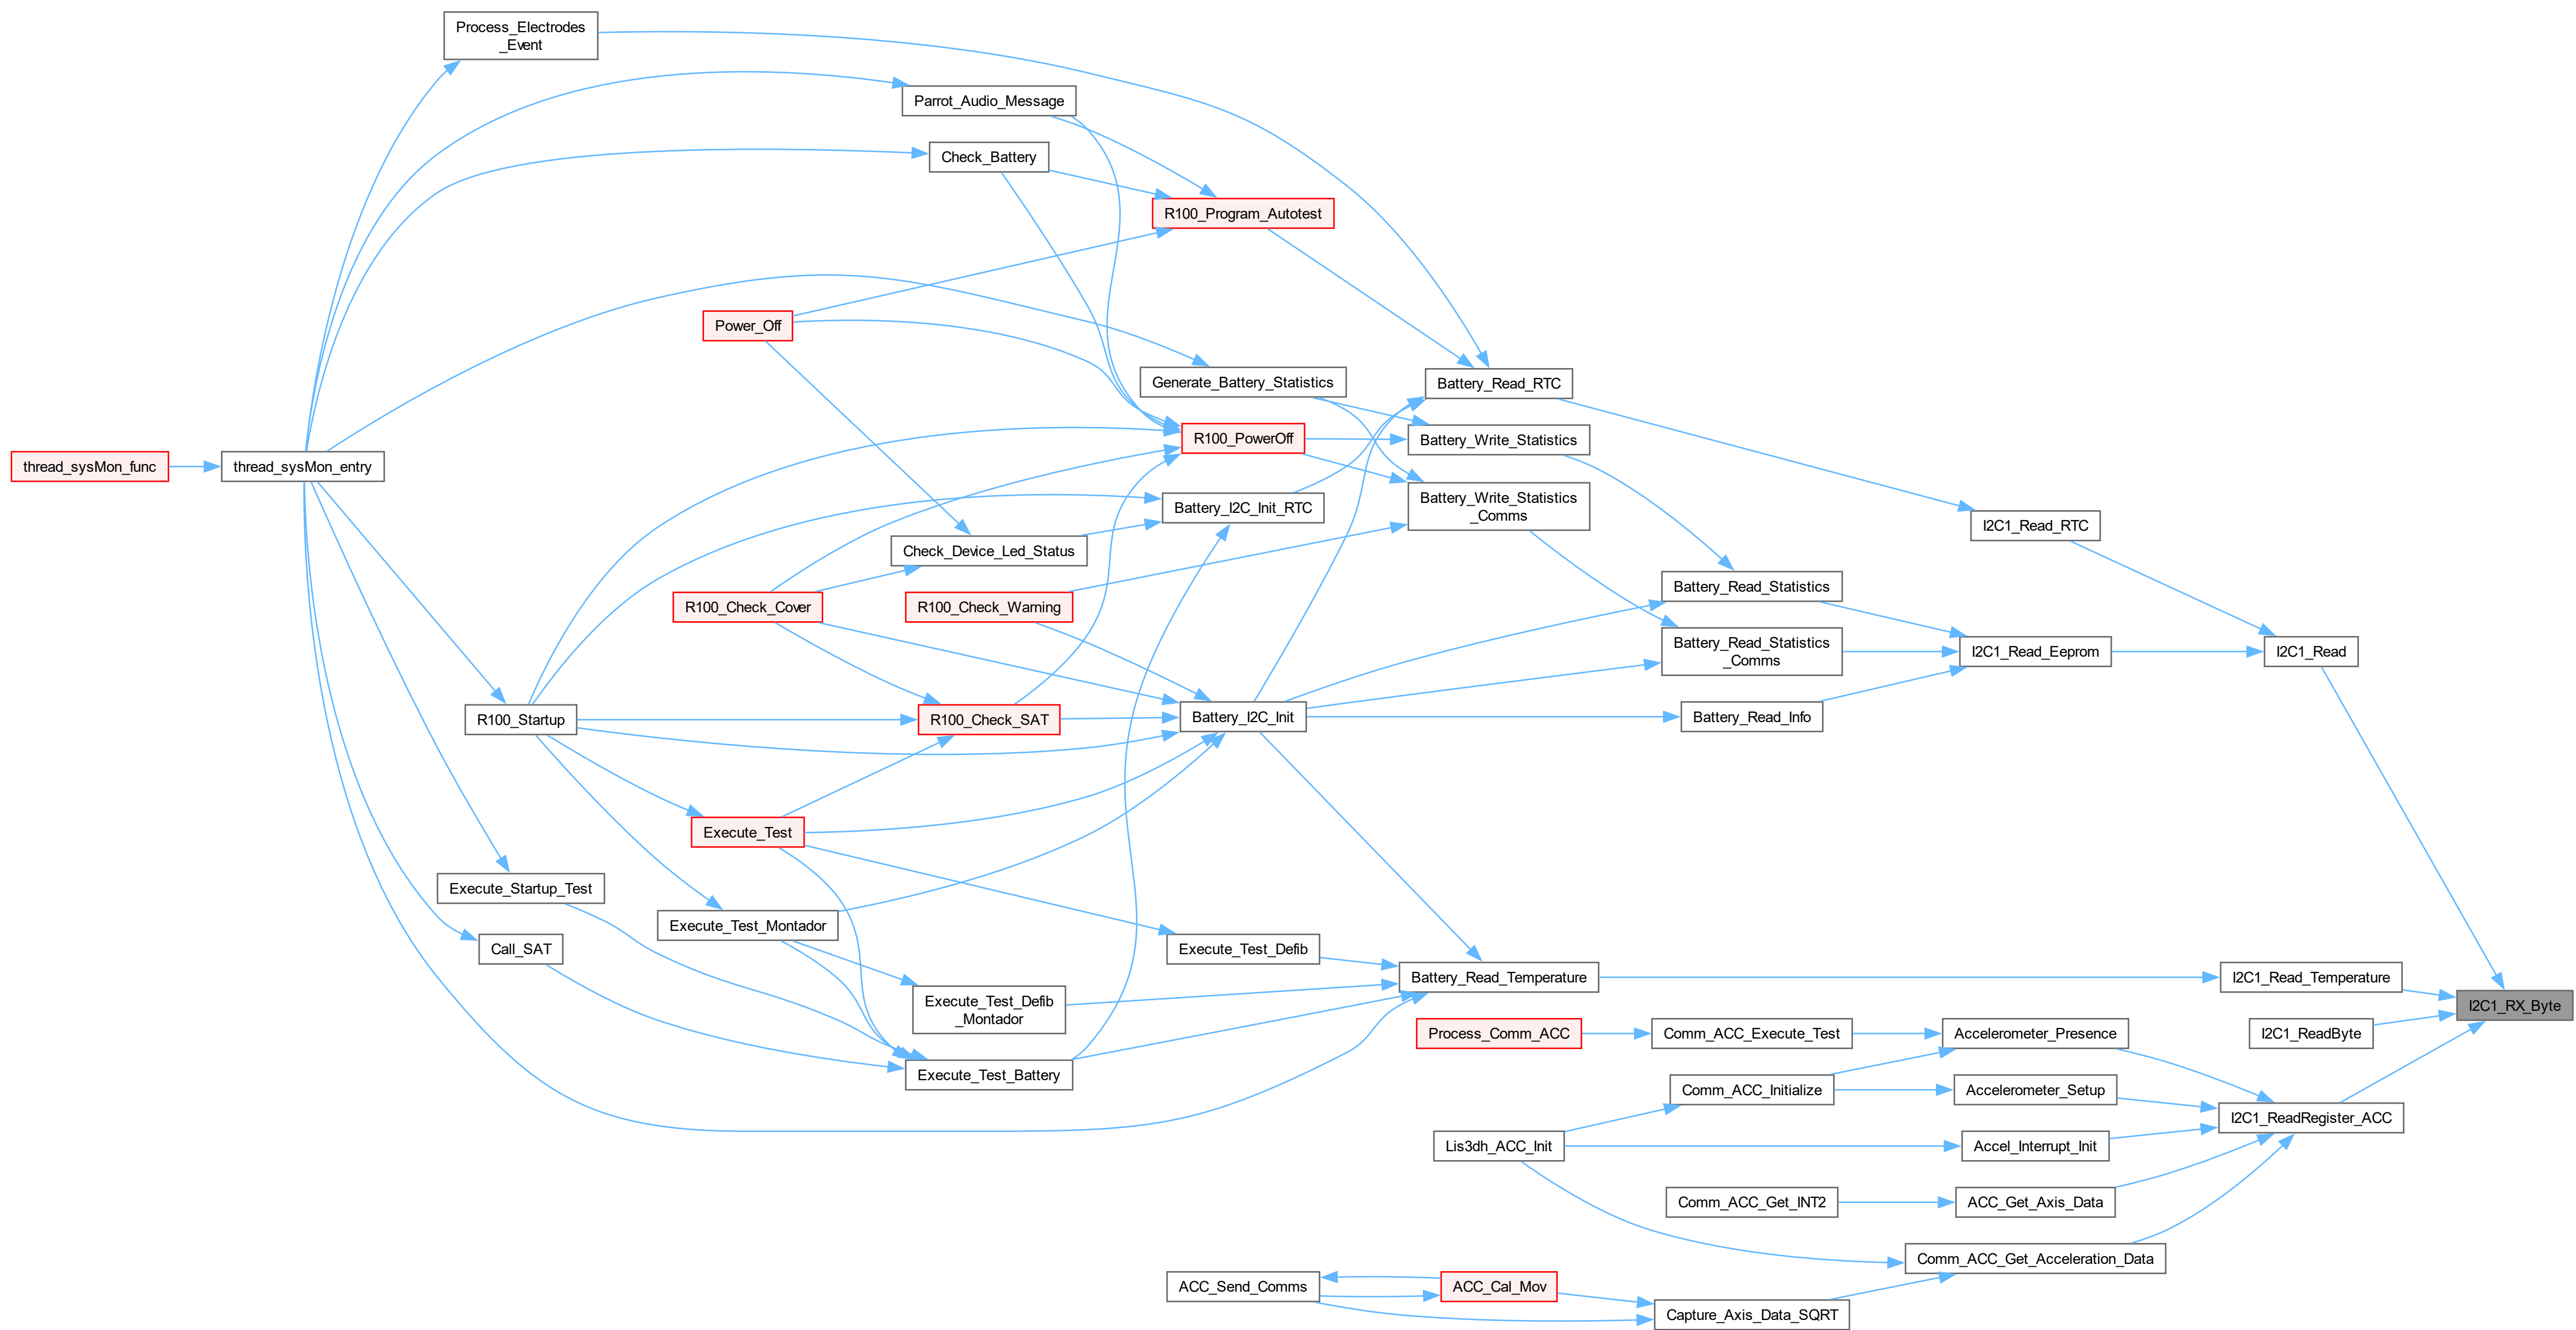 Process_Electrodes
_Event
Parrot_Audio_Message
Check_Battery
R100_Program_Autotest
Power_Off
Generate_Battery_Statistics
Battery_Read_RTC
R100_PowerOff
Battery_Write_Statistics
thread_sysMon_func
thread_sysMon_entry
Battery_I2C_Init_RTC
Battery_Write_Statistics
_Comms
I2C1_Read_RTC
Check_Device_Led_Status
R100_Check_Cover
R100_Check_Warning
Battery_Read_Statistics
Battery_Read_Statistics
_Comms
I2C1_Read_Eeprom
I2C1_Read
R100_Startup
R100_Check_SAT
Battery_I2C_Init
Battery_Read_Info
Execute_Test
Execute_Startup_Test
Execute_Test_Montador
Call_SAT
Execute_Test_Defib
Battery_Read_Temperature
I2C1_Read_Temperature
Execute_Test_Defib
_Montador
I2C1_RX_Byte
Process_Comm_ACC
Comm_ACC_Execute_Test
Accelerometer_Presence
I2C1_ReadByte
Execute_Test_Battery
Comm_ACC_Initialize
Accelerometer_Setup
I2C1_ReadRegister_ACC
Lis3dh_ACC_Init
Accel_Interrupt_Init
Comm_ACC_Get_INT2
ACC_Get_Axis_Data
Comm_ACC_Get_Acceleration_Data
ACC_Send_Comms
ACC_Cal_Mov
Capture_Axis_Data_SQRT